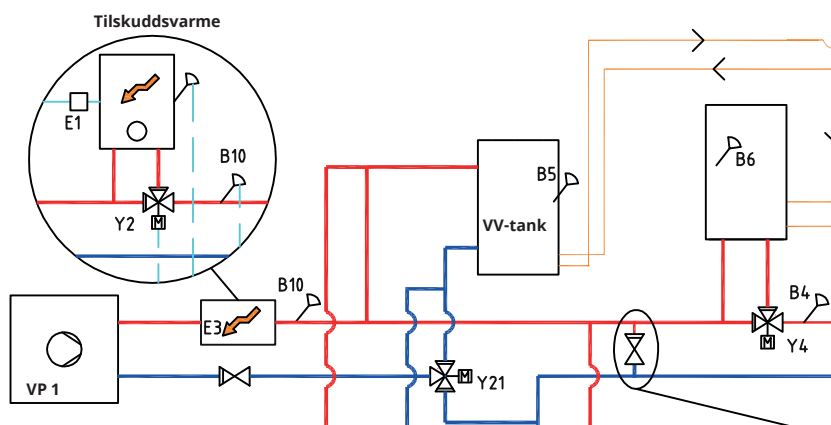 Tilskuddsvarme
E1
B10
Y2
B5
VV-tank
B6
B10
E3
B4
VP 1
M
Y21
M
Y4
M